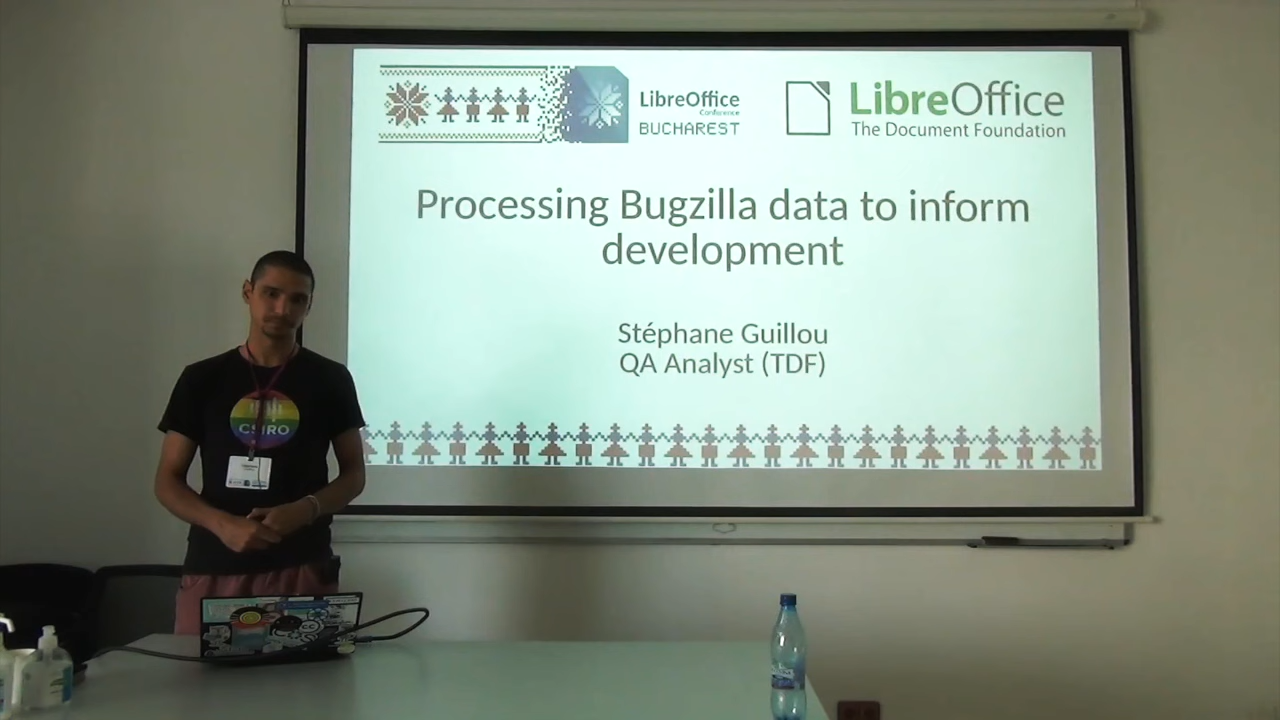 LibreOffice
Conference
BUCHAREST
LibreOffice
The Document Foundation
Processing Bugzilla data to inform
development
Stéphane Guillou
QA Analyst (TDF)
CSIRO